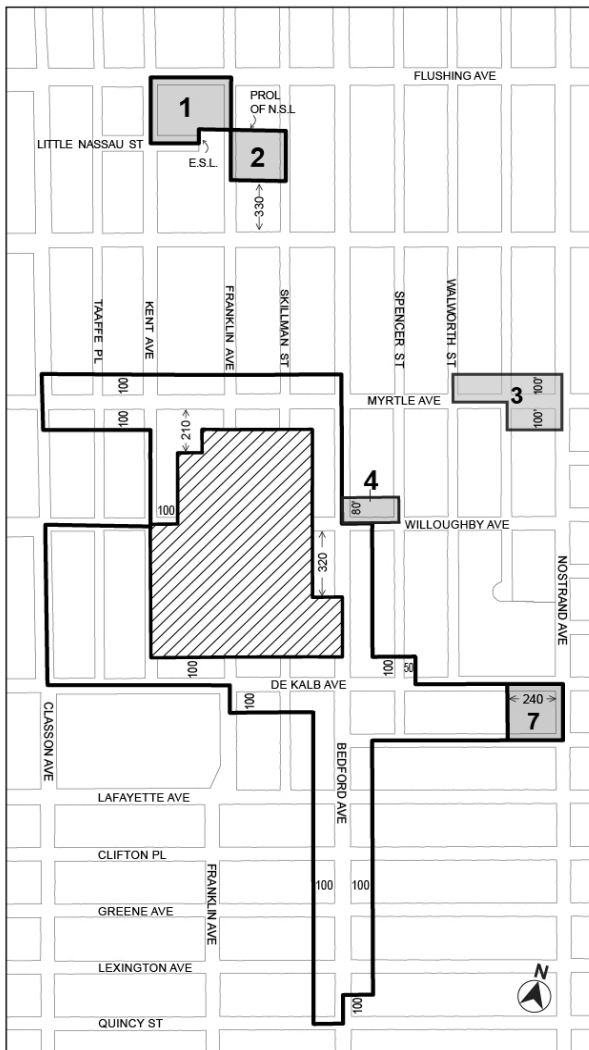 FLUSHING AVE
1
PROL
OF N.S.L
LITTLE NASSAU ST
E.S.L.
2
330
TAAFFE PL
KENT AVE
FRANKLIN AVE
SKILLMAN ST
SPENCER ST
WALWORTH ST
100
100'
MYRTLE AVE
3
100
210
100'
4
100
80'
WILLOUGHBY AVE
320
NOSTRAND AVE
100
100
50
DE KALB AVE
100
240
7
CLASSON AVE
BEDFORD AVE
LAFAYETTE AVE
CLIFTON PL
FRANKLIN AVE
100
100
GREENE AVE
LEXINGTON AVE
100
N
QUINCY ST